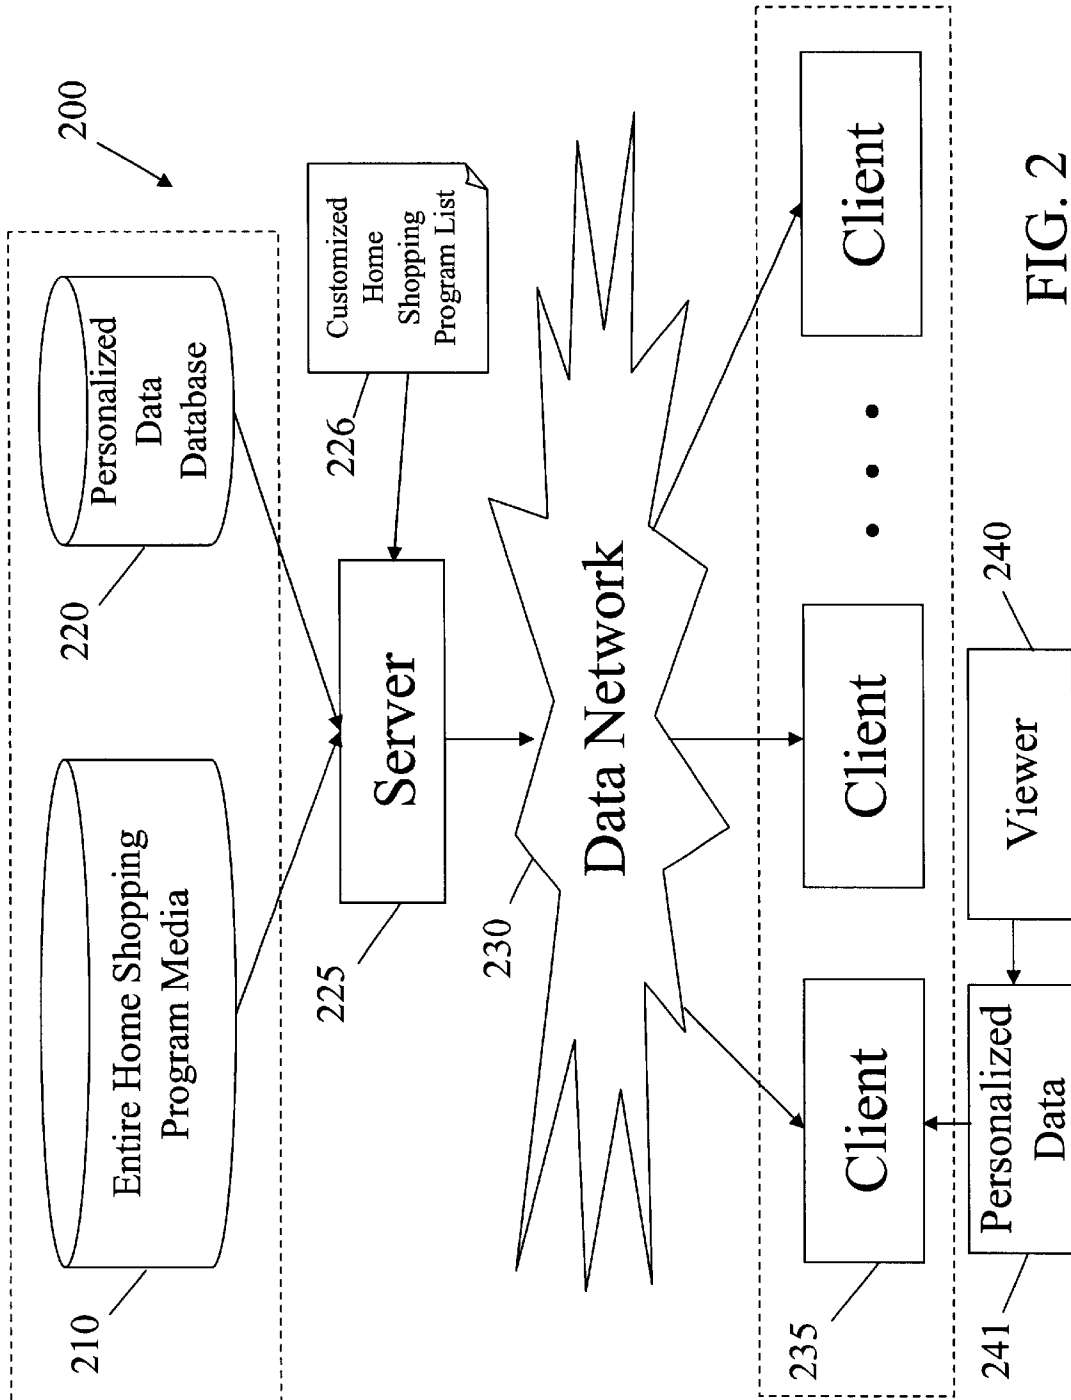 200
Entire Home Shopping
Program Media
210
Personalized
Data
Database
220
Server
225
Customized
Home
Shopping
Program List
226
Data Network
230
Client
Client
Client
235
Personalized
Data
241
Viewer
240
FIG. 2